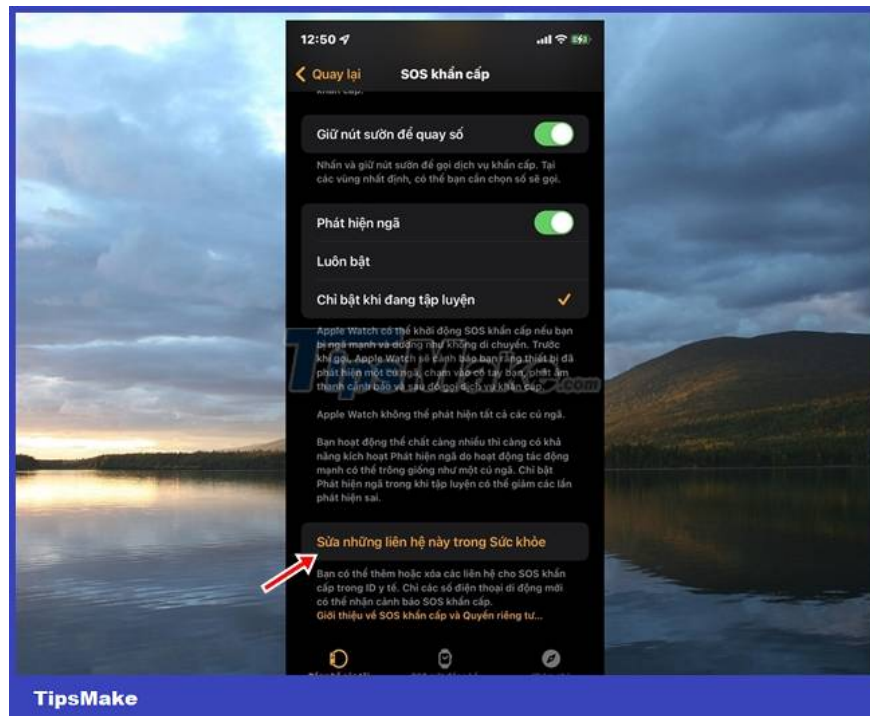 12:50
Quay lại
SOS khẩn cấp
khẩn cấp.
Giữ nút sườn để quay số
Nhấn và giữ nút sườn để gọi dịch vụ khẩn cấp. Tại
các vùng nhất định, có thể bạn cần chọn số sẽ gọi.
Phát hiện ngã
Luôn bật
Chỉ bật khi đang tập luyện
Apple Watch có thể khởi động SOS khẩn cấp nếu bạn
bị ngã mạnh và dường như không di chuyển. Trước
khi gọi, Apple Watch sẽ cảnh báo bạn rằng thiết bị đã
phát hiện một cú ngã, chạm vào cổ tay bạn, phát âm
thanh cảnh báo và sau đó gọi dịch vụ khẩn cấp.
TipsMake.com
Apple Watch không thể phát hiện tất cả các cú ngã.
Bạn hoạt động thể chất càng nhiều thì càng có khả
năng kích hoạt Phát hiện ngã do hoạt động tác động
mạnh có thể trông giống như một cú ngã. Chỉ bật
Phát hiện ngã trong khi tập luyện có thể giảm các lần
phát hiện sai.
Sửa những liên hệ này trong Sức khỏe
Bạn có thể thêm hoặc xóa các liên hệ cho SOS khẩn
cấp trong ID y tế. Chỉ các số điện thoại di động mới
có thể nhận cảnh báo SOS khẩn cấp.
Giới thiệu về SOS khẩn cấp và Quyền riêng tư...
TipsMake